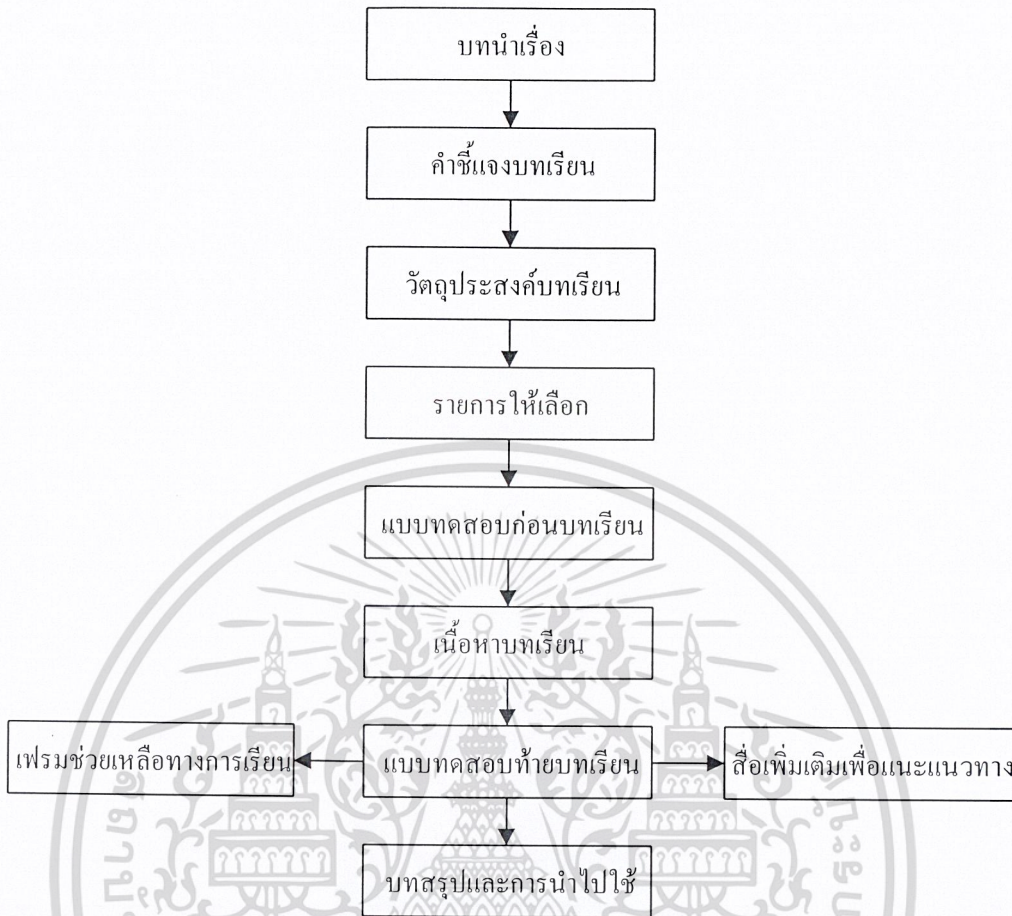 บทนำเรื่อง
คำชี้แจงบทเรียน
วัตถุประสงค์บทเรียน
รายการให้เลือก
แบบทดสอบก่อนบทเรียน
เนื้อหาบทเรียน
เฟรมช่วยเหลือทางการเรียน
แบบทดสอบท้ายบทเรียน
สื่อเพิ่มเติมเพื่อแนะแนวทาง
บทสรุปและการนำไปใช้